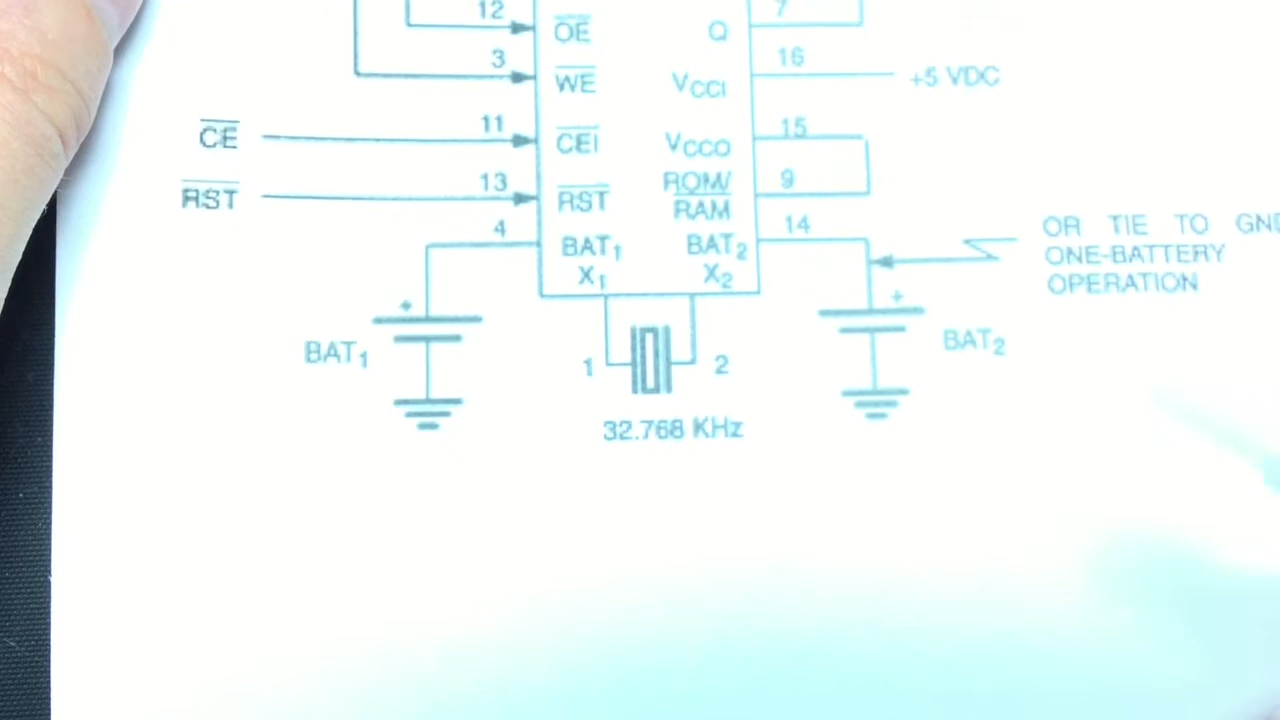 12 OE Q 7
3 WE VCCI 16 +5 VDC
CE 11 CEI VCCO 15
RST 13 RST ROM/ RAM 9
4 BAT1 BAT2 14
X1 X2
OR TIE TO GND
ONE-BATTERY
OPERATION
+ +
BAT1 1 2 BAT2
32.768 KHz